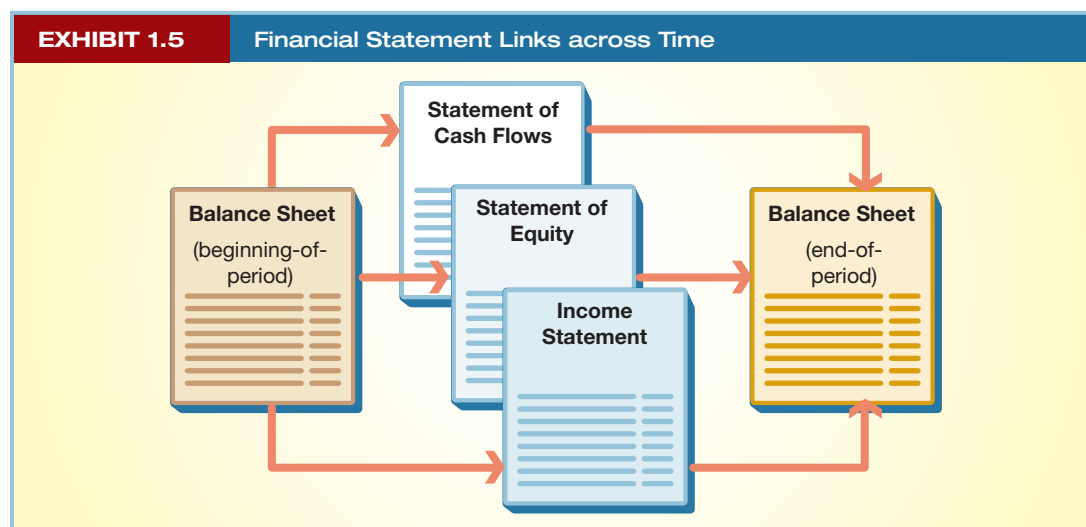 EXHIBIT 1.5
Financial Statement Links across Time
Statement of
Cash Flows
Balance Sheet
(beginning-of-
period)
Statement of
Equity
Income
Statement
Balance Sheet
(end-of-
period)